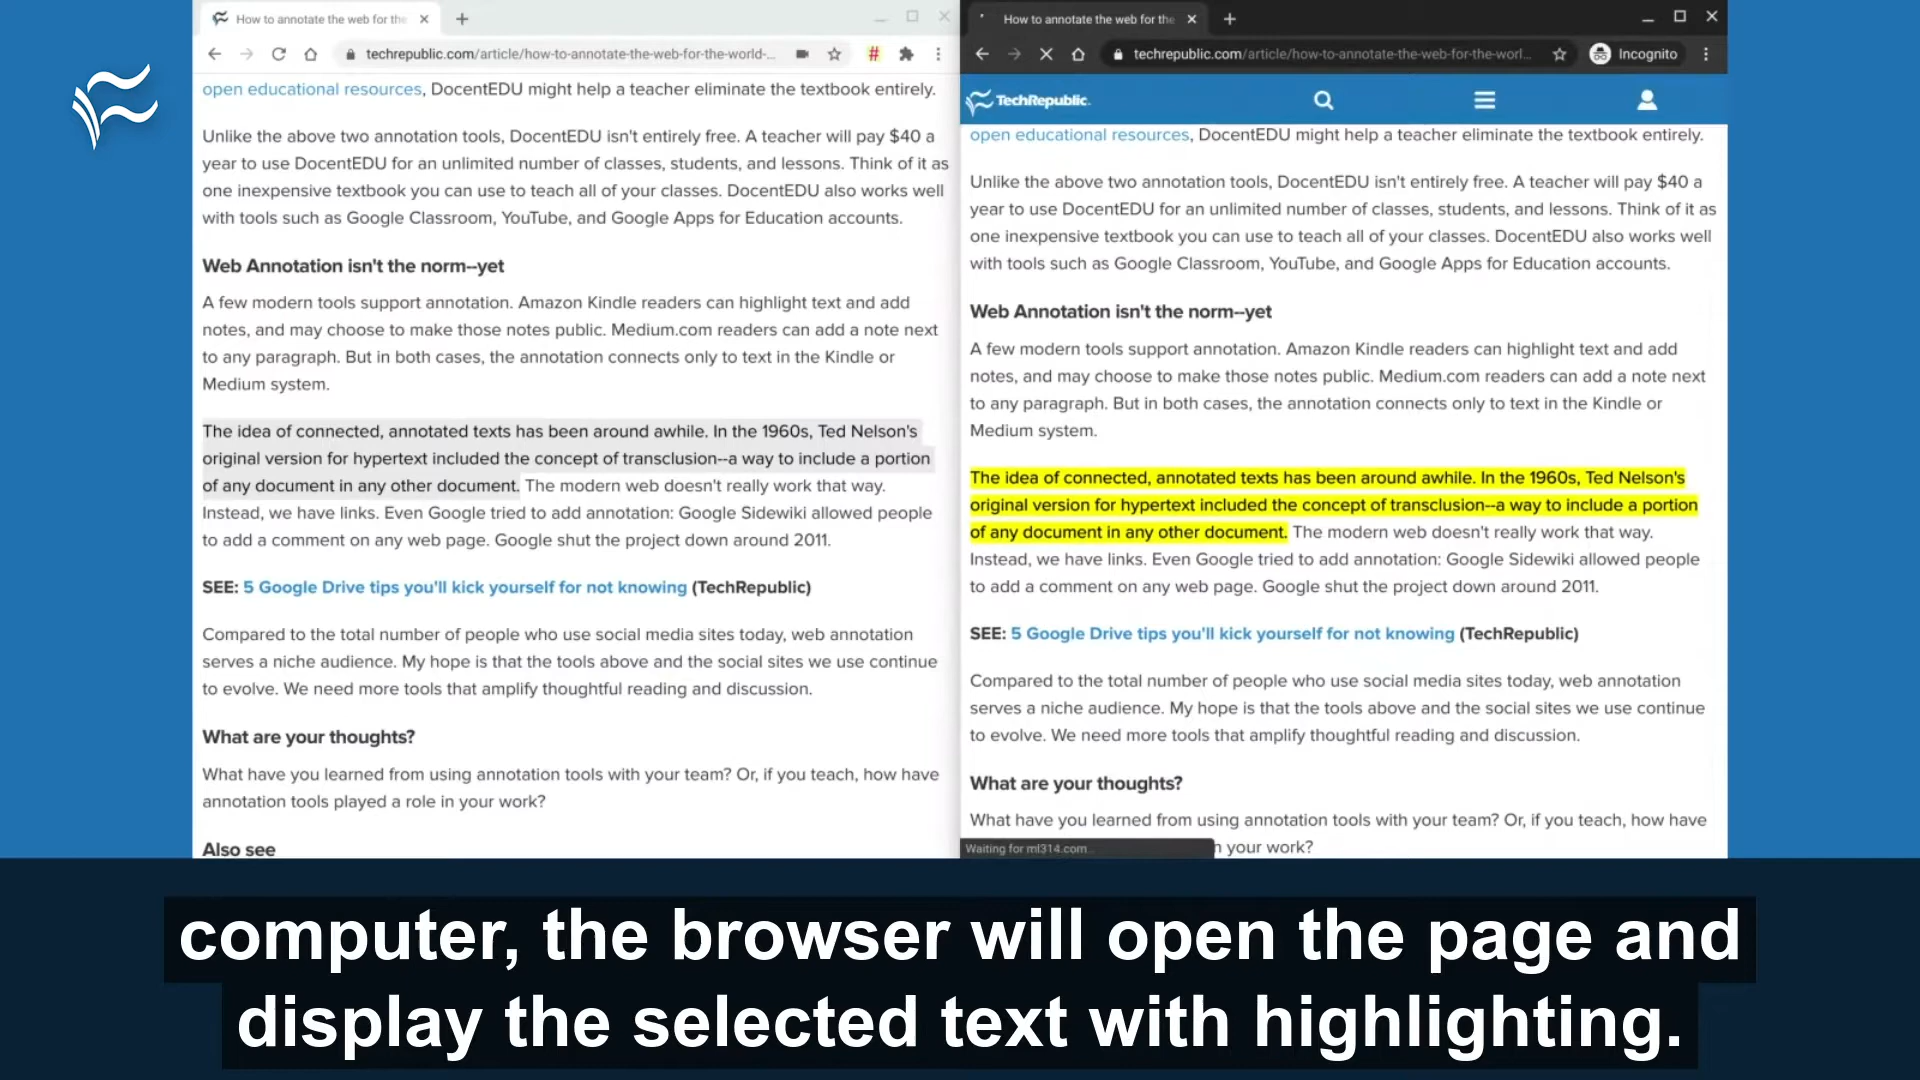 How to annotate the web for the
techrepublic.com/article/how-to-annotate-the-web-for-the-world-...
open educational resources, DocentEDU might help a teacher eliminate the textbook entirely.
Unlike the above two annotation tools, DocentEDU isn't entirely free. A teacher will pay $40 a
year to use DocentEDU for an unlimited number of classes, students, and lessons. Think of it as
one inexpensive textbook you can use to teach all of your classes. DocentEDU also works well
with tools such as Google Classroom, YouTube, and Google Apps for Education accounts.
Web Annotation isn't the norm--yet
A few modern tools support annotation. Amazon Kindle readers can highlight text and add
notes, and may choose to make those notes public. Medium.com readers can add a note next
to any paragraph. But in both cases, the annotation connects only to text in the Kindle or
Medium system.
The idea of connected, annotated texts has been around awhile. In the 1960s, Ted Nelson's
original version for hypertext included the concept of transclusion--a way to include a portion
of any document in any other document. The modern web doesn't really work that way.
Instead, we have links. Even Google tried to add annotation: Google Sidewiki allowed people
to add a comment on any web page. Google shut the project down around 2011.
SEE: 5 Google Drive tips you'll kick yourself for not knowing (TechRepublic)
Compared to the total number of people who use social media sites today, web annotation
serves a niche audience. My hope is that the tools above and the social sites we use continue
to evolve. We need more tools that amplify thoughtful reading and discussion.
What are your thoughts?
What have you learned from using annotation tools with your team? Or, if you teach, how have
annotation tools played a role in your work?
Also see
How to annotate the web for the
techrepublic.com/article/how-to-annotate-the-web-for-the-worl...
Incognito
TechRepublic.
open educational resources, DocentEDU might help a teacher eliminate the textbook entirely.
Unlike the above two annotation tools, DocentEDU isn't entirely free. A teacher will pay $40 a
year to use DocentEDU for an unlimited number of classes, students, and lessons. Think of it as
one inexpensive textbook you can use to teach all of your classes. DocentEDU also works well
with tools such as Google Classroom, YouTube, and Google Apps for Education accounts.
Web Annotation isn't the norm--yet
A few modern tools support annotation. Amazon Kindle readers can highlight text and add
notes, and may choose to make those notes public. Medium.com readers can add a note next
to any paragraph. But in both cases, the annotation connects only to text in the Kindle or
Medium system.
The idea of connected, annotated texts has been around awhile. In the 1960s, Ted Nelson's
original version for hypertext included the concept of transclusion--a way to include a portion
of any document in any other document. The modern web doesn't really work that way.
Instead, we have links. Even Google tried to add annotation: Google Sidewiki allowed people
to add a comment on any web page. Google shut the project down around 2011.
SEE: 5 Google Drive tips you'll kick yourself for not knowing (TechRepublic)
Compared to the total number of people who use social media sites today, web annotation
serves a niche audience. My hope is that the tools above and the social sites we use continue
to evolve. We need more tools that amplify thoughtful reading and discussion.
What are your thoughts?
What have you learned from using annotation tools with your team? Or, if you teach, how have
Waiting for ml314.com... your work?
computer, the browser will open the page and
display the selected text with highlighting.